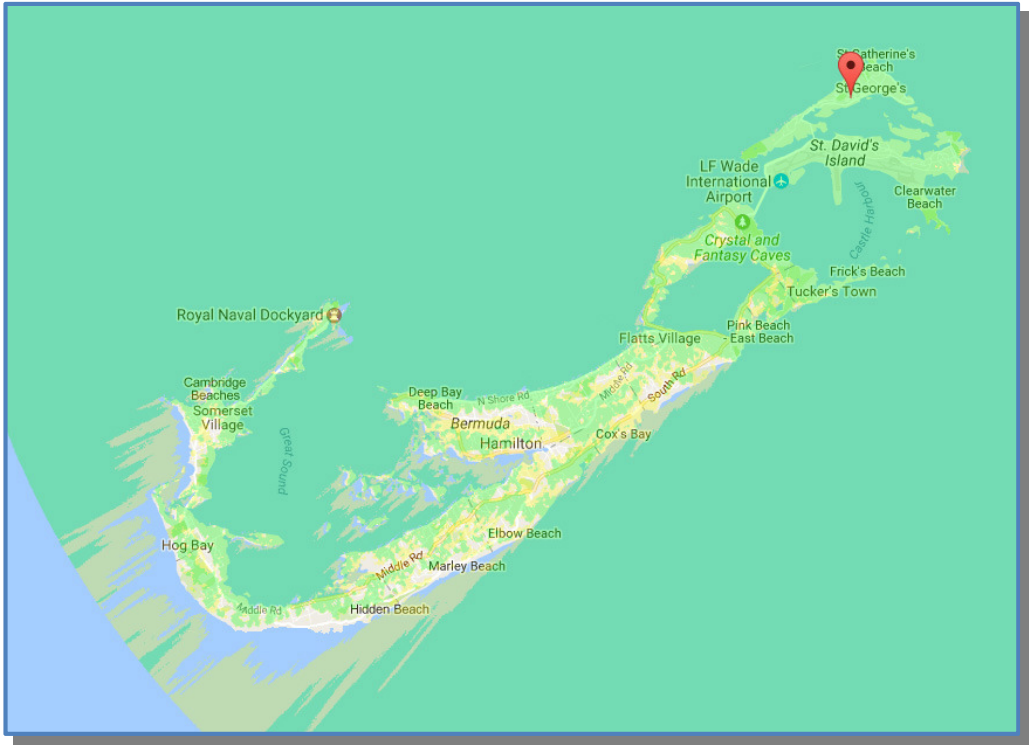 St Catherine's
Beach
St George's
St. David's
Island
LF Wade
International
Airport
Clearwater
Beach
Castle Harbour
Crystal and
Fantasy Caves
Frick's Beach
Tucker's Town
Royal Naval Dockyard
Pink Beach
- East Beach
Flatts Village
Middle Rd
South Rd
Cambridge
Beaches
Somerset
Village
Deep Bay
Beach
N Shore Rd
Bermuda
Hamilton
Cox's Bay
Great Sound
Elbow Beach
Hog Bay
Middle Rd
Marley Beach
Middle Rd
Hidden Beach